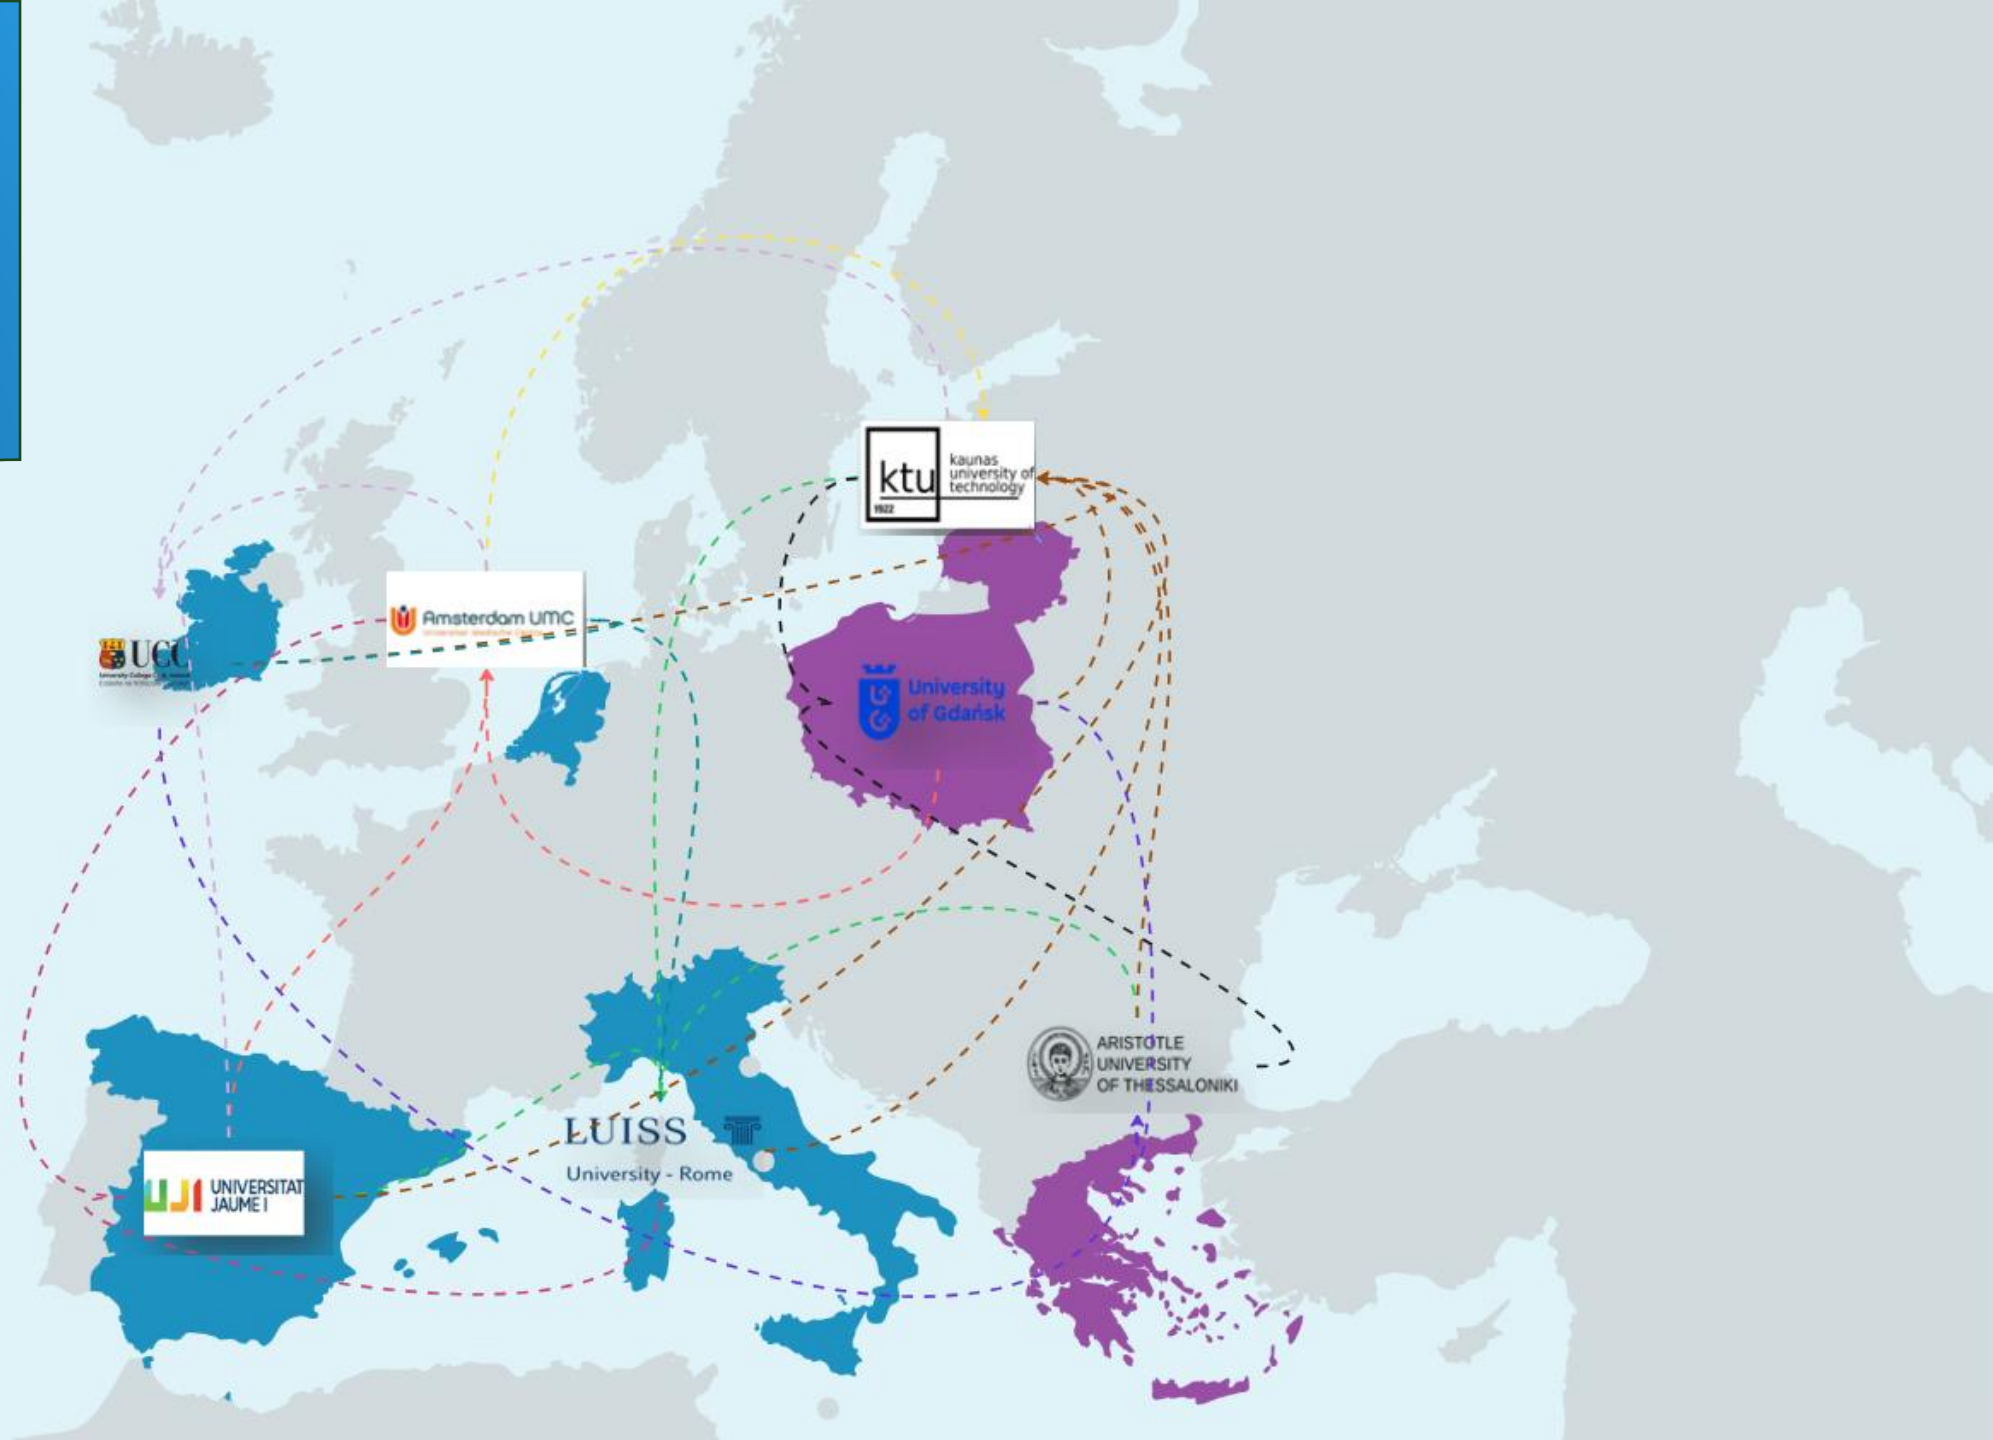 ktu
1922
kaunas
university of
technology
Amsterdam UMC
UCC
University
of Gdańsk
ARISTOTLE
UNIVERSITY
OF THESSALONIKI
LUISS
University - Rome
UJI
UNIVERSITAT
JAUME I